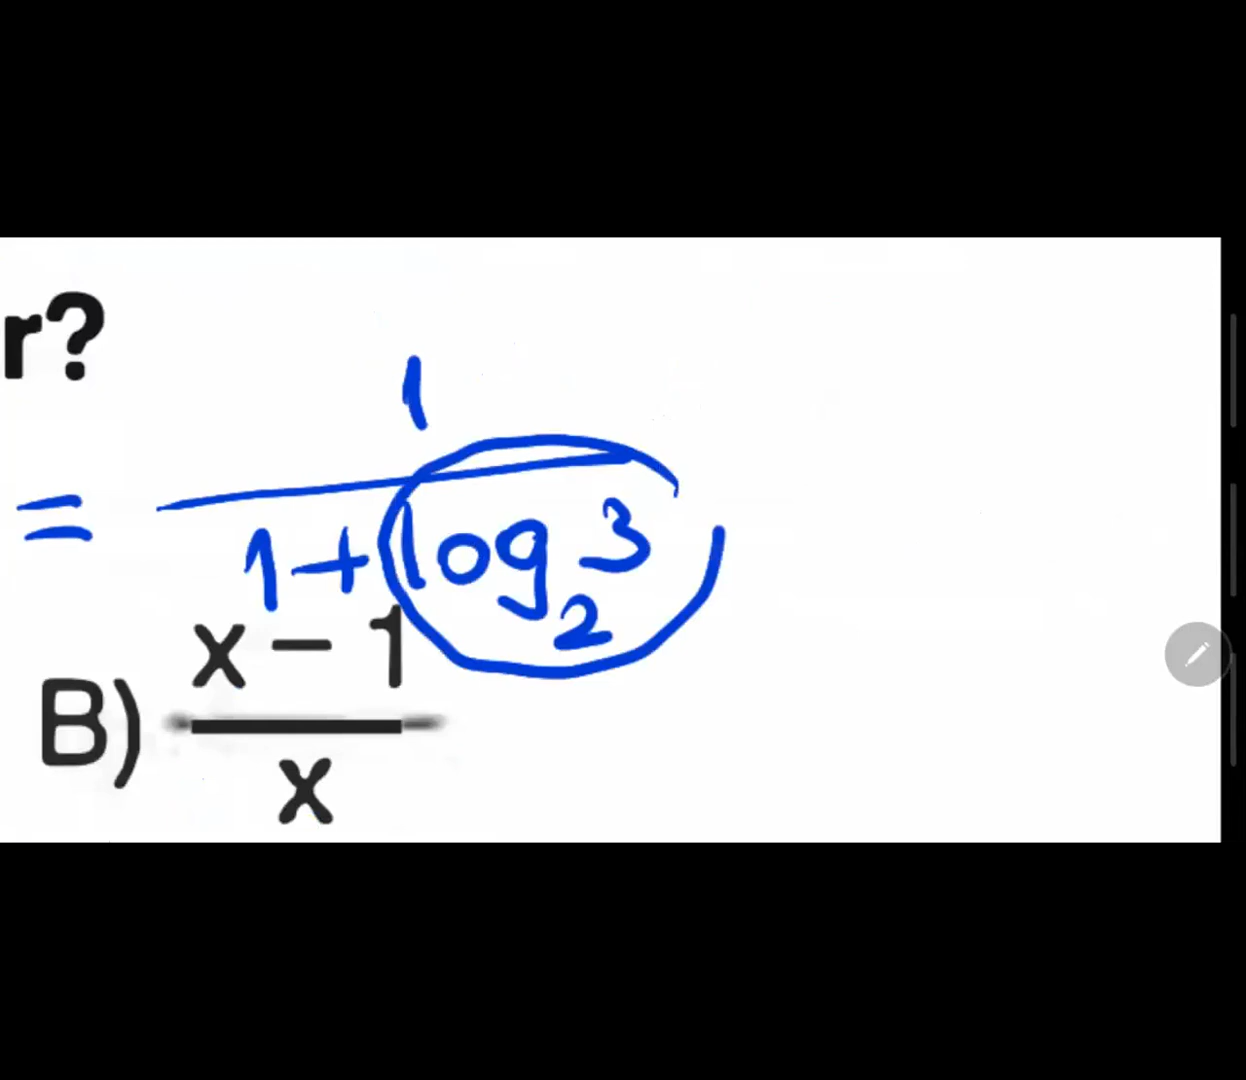 r?
1
= ―――
1+log₂3
x − 1
B) ―――
x